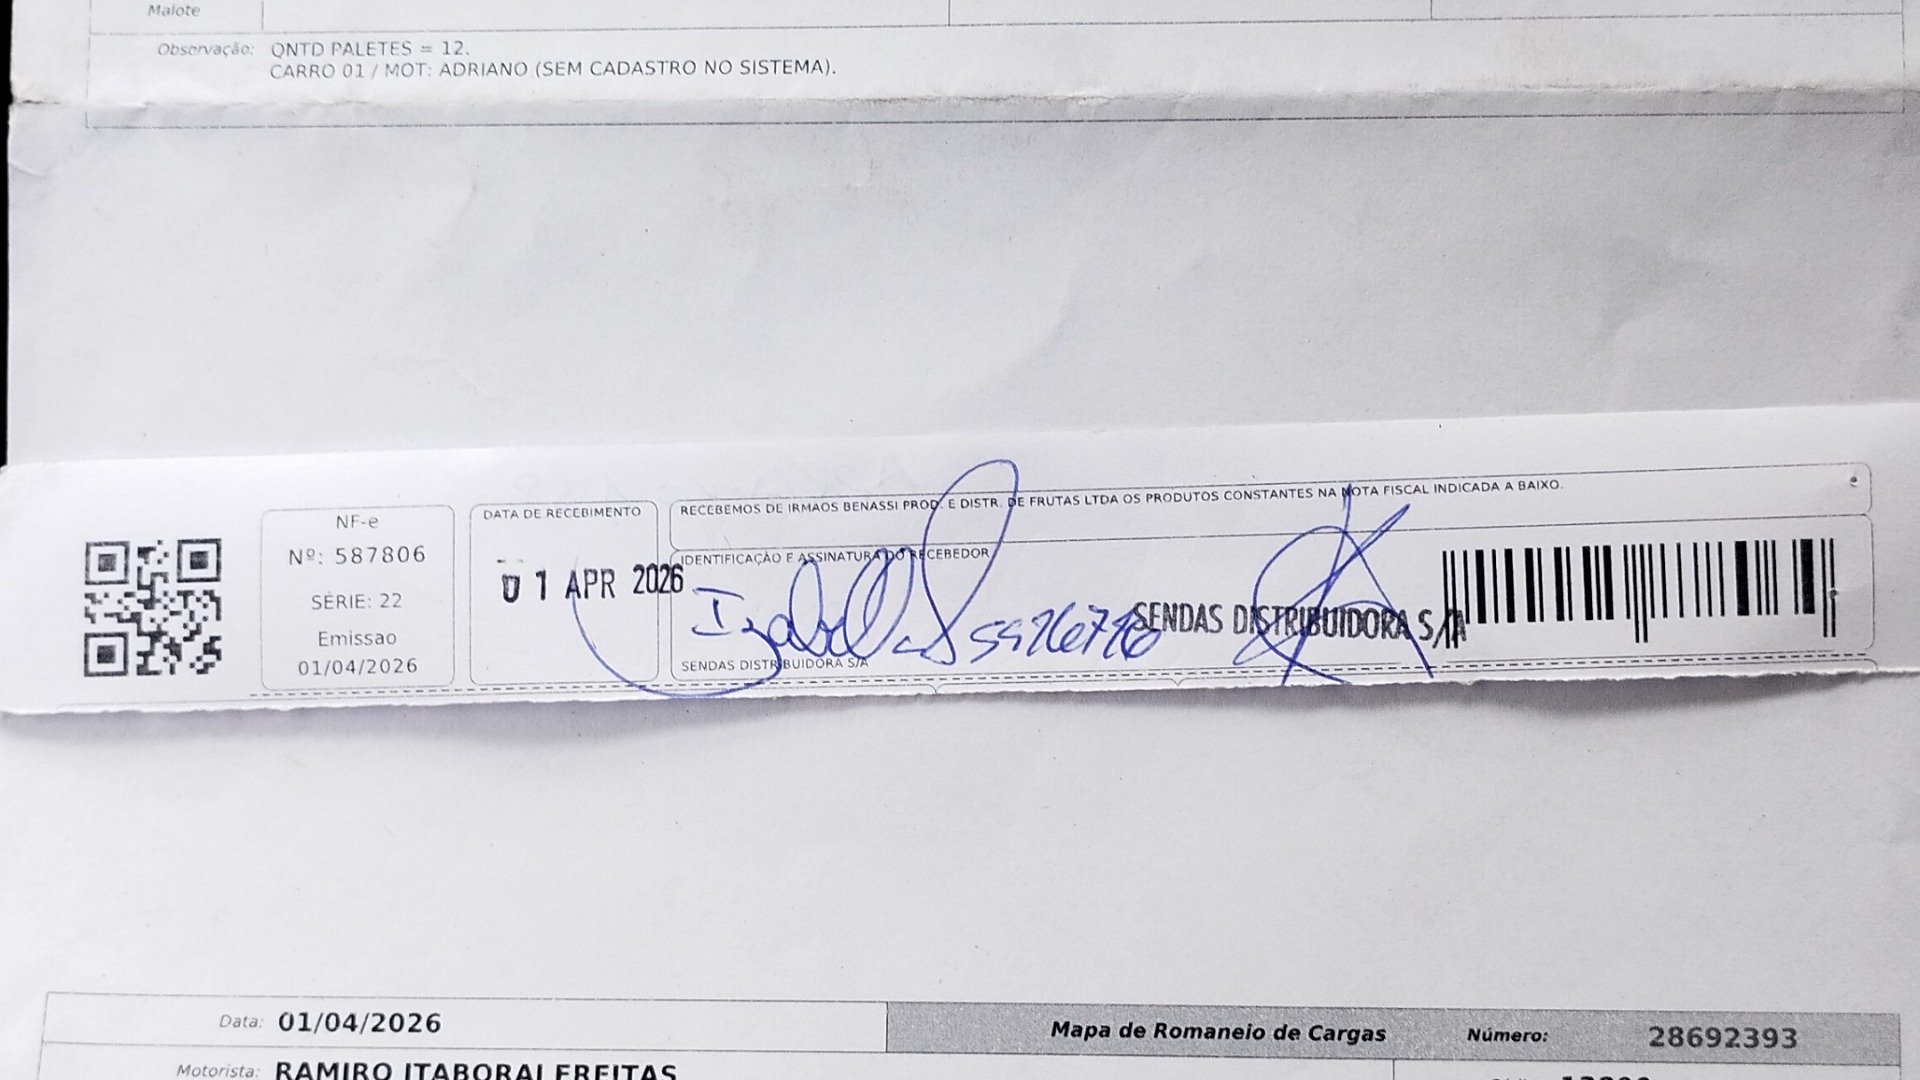 Malote
Observação: QNTD PALETES = 12.
CARRO 01 / MOT: ADRIANO (SEM CADASTRO NO SISTEMA).
NF-e
Nº: 587806
SÉRIE: 22
Emissao
01/04/2026
DATA DE RECEBIMENTO
01 APR 2026
RECEBEMOS DE IRMAOS BENASSI PROD. E DISTR. DE FRUTAS LTDA OS PRODUTOS CONSTANTES NA NOTA FISCAL INDICADA A BAIXO.
IDENTIFICAÇÃO E ASSINATURA DO RECEBEDOR
Izabella
SENDAS DISTRIBUIDORA S/A
SENDAS DISTRIBUIDORA S/A
Data: 01/04/2026
Mapa de Romaneio de Cargas Número: 28692393
Motorista: RAMIRO ITABORAI FREITAS